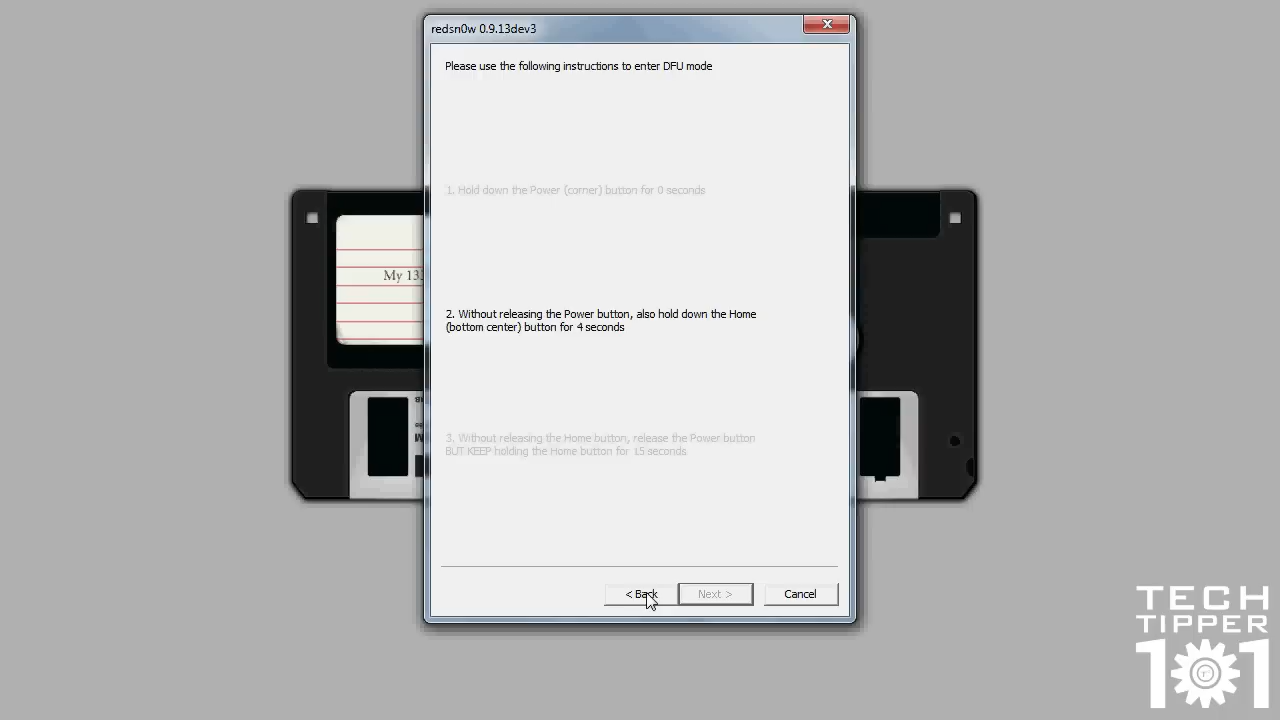 redsn0w 0.9.13dev3
Please use the following instructions to enter DFU mode
1. Hold down the Power (corner) button for 0 seconds
My 13
2. Without releasing the Power button, also hold down the Home
(bottom center) button for 4 seconds
3. Without releasing the Home button, release the Power button
BUT KEEP holding the Home button for 15 seconds
< Back
Next >
Cancel
TECH
TIPPER
101